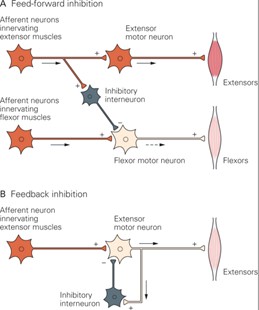 A Feed-forward inhibition
Afferent neurons
innervating
extensor muscles
Extensor
motor neuron
+
+
+
Extensors
Inhibitory
interneuron
Afferent neurons
innervating
flexor muscles
−
+
+
Flexor motor neuron
Flexors
B Feedback inhibition
Afferent neuron
innervating
extensor muscles
Extensor
motor neuron
+
+
−
Extensors
Inhibitory
interneuron
+